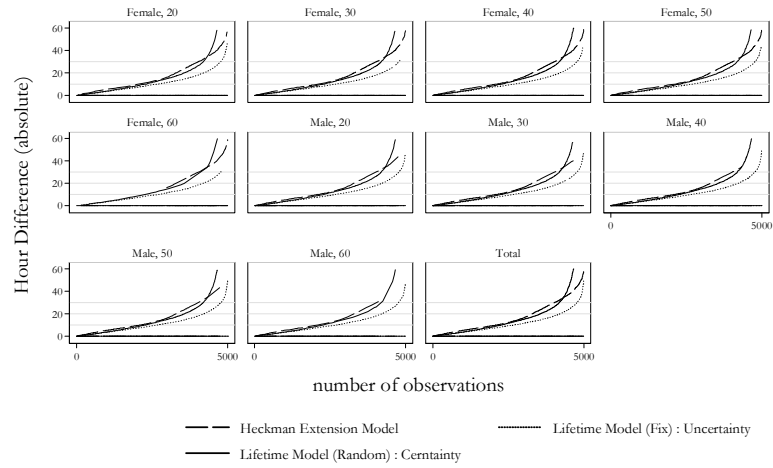 Female, 20 Female, 30 Female, 40 Female, 50
60
40
20
0
Female, 60 Male, 20 Male, 30 Male, 40
60
40
20
0
0 5000
Male, 50 Male, 60 Total
60
40
20
0
0 5000 0 5000 0 5000
Hour Difference (absolute)
number of observations
Heckman Extension Model Lifetime Model (Fix) : Uncertainty
Lifetime Model (Random) : Cerntainty